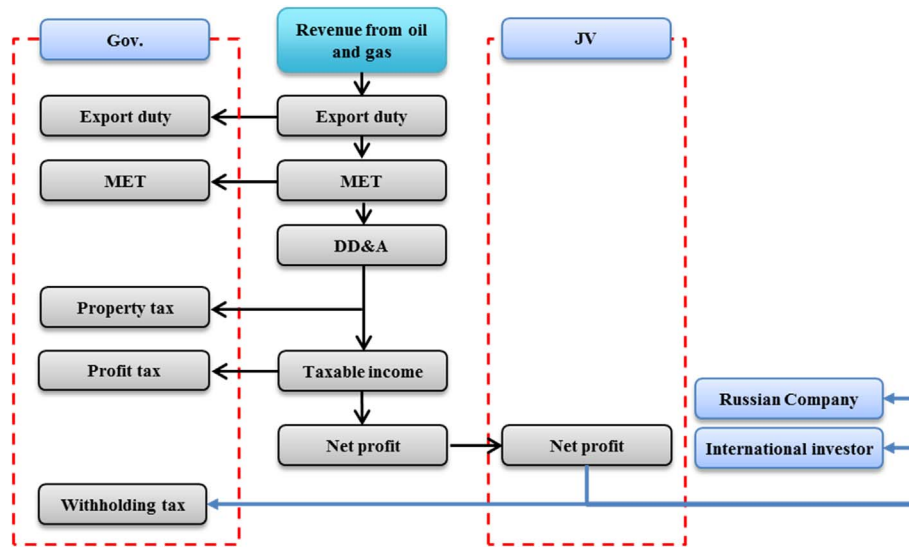 Gov.
Revenue from oil
and gas
JV
Export duty
Export duty
MET
MET
DD&A
Property tax
Profit tax
Taxable income
Russian Company
Net profit
Net profit
International investor
Withholding tax